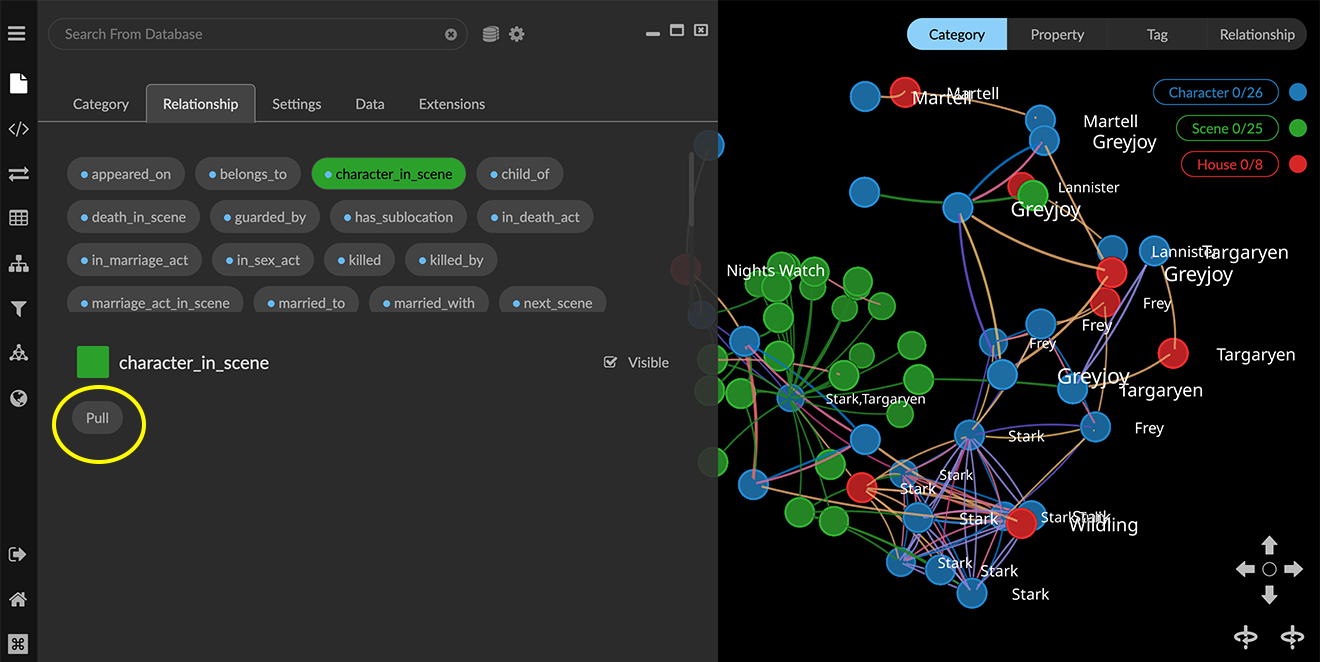 Search From Database
Category Relationship Settings Data Extensions
appeared_on belongs_to character_in_scene child_of
death_in_scene guarded_by has_sublocation in_death_act
in_marriage_act in_sex_act killed killed_by
marriage_act_in_scene married_to married_with next_scene
character_in_scene Visible
Pull
Category Property Tag Relationship
Character 0/26
Scene 0/25
House 0/8
Martell
Martell
Martell
Greyjoy
Lannister
Greyjoy
Lannister
Targaryen
Greyjoy
Nights Watch
Frey
Frey
Frey
Targaryen
Greyjoy
Targaryen
Stark,Targaryen
Frey
Stark
Stark
Stark
Stark
Stark
Stark
Wildling
Stark
Stark
Stark